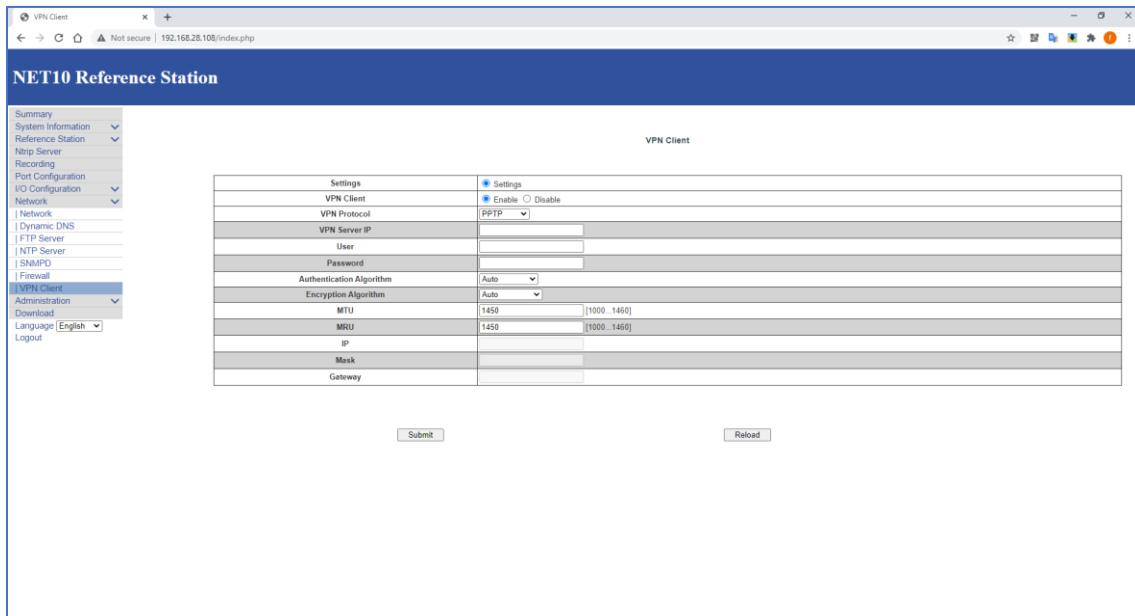 VPN Client
Not secure | 192.168.28.108/index.php
NET10 Reference Station
Summary
System Information
Reference Station
Ntrip Server
Recording
Port Configuration
I/O Configuration
Network
| Network
| Dynamic DNS
| FTP Server
| NTP Server
| SNMPD
| Firewall
| VPN Client
Administration
Download
Language English
Logout
VPN Client
Settings Settings
VPN Client Enable Disable
VPN Protocol PPTP
VPN Server IP
User
Password
Authentication Algorithm Auto
Encryption Algorithm Auto
MTU 1450 [1000...1460]
MRU 1450 [1000...1460]
IP
Mask
Gateway
Submit Reload